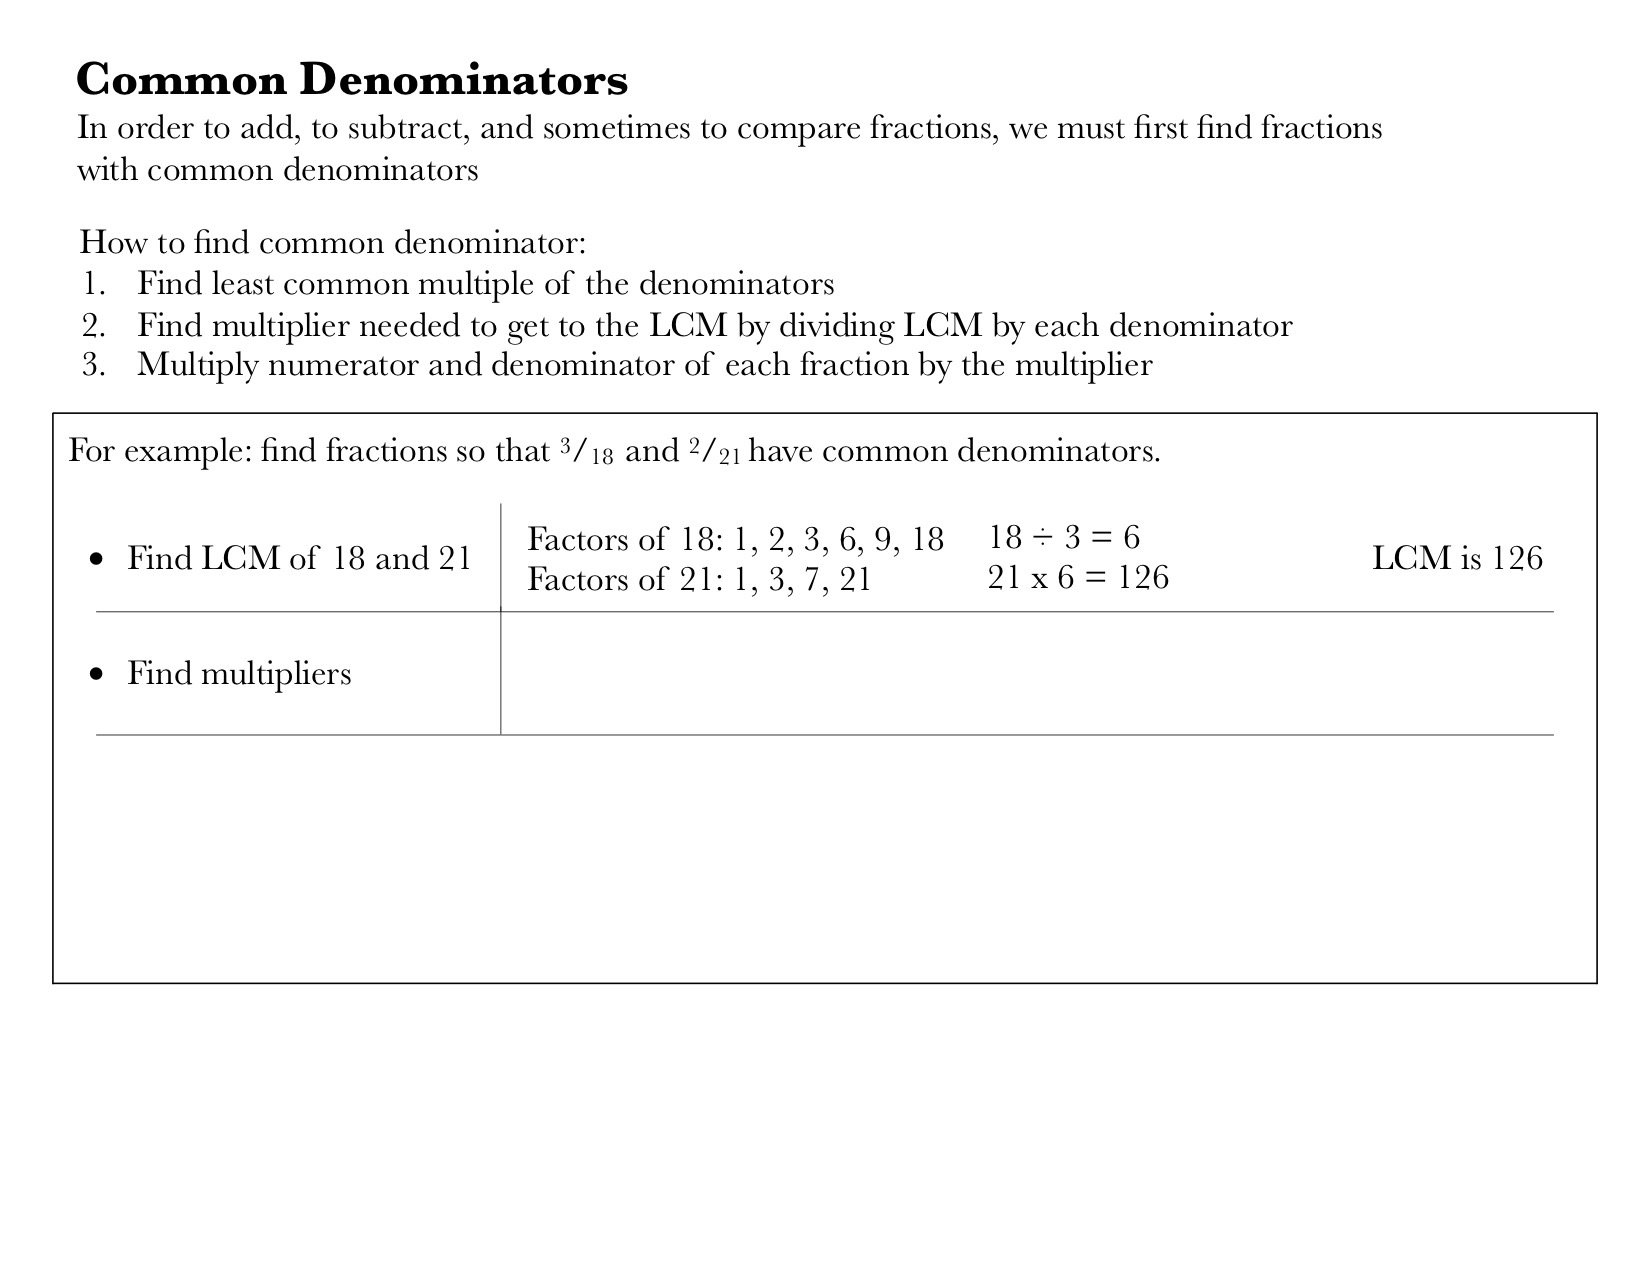 Common Denominators
In order to add, to subtract, and sometimes to compare fractions, we must first find fractions
with common denominators
How to find common denominator:
1. Find least common multiple of the denominators
2. Find multiplier needed to get to the LCM by dividing LCM by each denominator
3. Multiply numerator and denominator of each fraction by the multiplier
For example: find fractions so that 3/18 and 2/21 have common denominators.
• Find LCM of 18 and 21
Factors of 18: 1, 2, 3, 6, 9, 18
Factors of 21: 1, 3, 7, 21
18 ÷ 3 = 6
21 x 6 = 126
LCM is 126
• Find multipliers